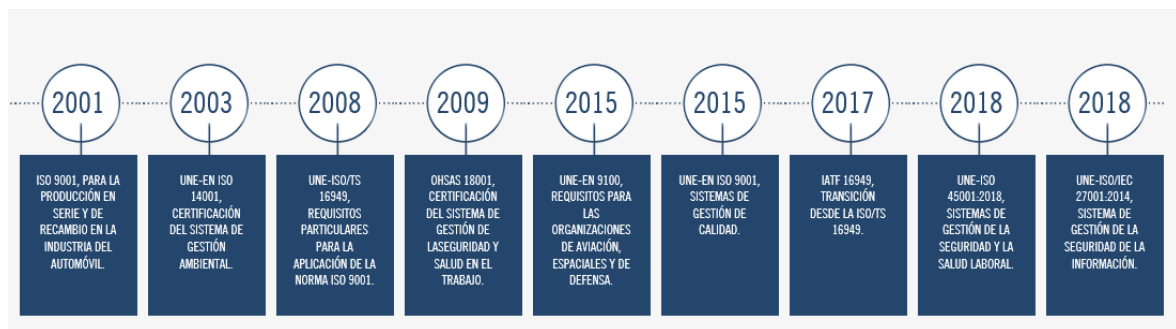 2001
ISO 9001, PARA LA
PRODUCCIÓN EN
SERIE Y DE
RECAMBIO EN LA
INDUSTRIA DEL
AUTOMÓVIL.
2003
UNE-EN ISO
14001,
CERTIFICACIÓN
DEL SISTEMA DE
GESTIÓN
AMBIENTAL.
2008
UNE-ISO/TS
16949,
REQUISITOS
PARTICULARES
PARA LA
APLICACIÓN DE LA
NORMA ISO 9001.
2009
OHSAS 18001,
CERTIFICACIÓN
DEL SISTEMA DE
GESTIÓN DE
LASEGURIDAD Y
SALUD EN EL
TRABAJO.
2015
UNE-EN 9100,
REQUISITOS PARA
LAS
ORGANIZACIONES
DE AVIACIÓN,
ESPACIALES Y DE
DEFENSA.
2015
UNE-EN ISO 9001,
SISTEMAS DE
GESTIÓN DE
CALIDAD.
2017
IATF 16949,
TRANSICIÓN
DESDE LA ISO/TS
16949.
2018
UNE-ISO
45001:2018,
SISTEMAS DE
GESTIÓN DE LA
SEGURIDAD Y LA
SALUD LABORAL.
2018
UNE-ISO/IEC
27001:2014,
SISTEMA DE
GESTIÓN DE LA
SEGURIDAD DE LA
INFORMACIÓN.